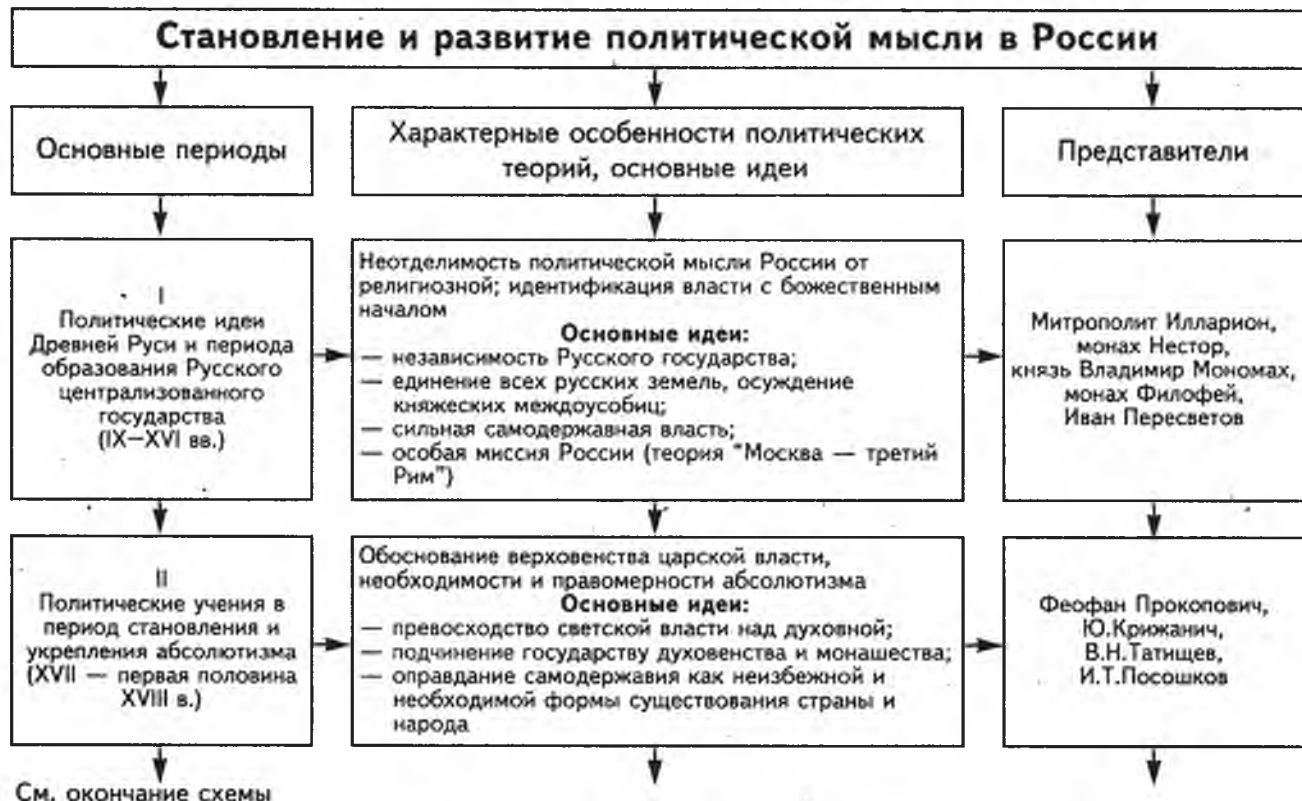 Становление и развитие политической мысли в России
Основные периоды
Характерные особенности политических
теорий, основные идеи
Представители
I
Политические идеи
Древней Руси и периода
образования Русского
централизованного
государства
(IX—XVI вв.)
Неотделимость политической мысли России от
религиозной; идентификация власти с божественным
началом
Основные идеи:
— независимость Русского государства;
— единение всех русских земель, осуждение
княжеских междоусобиц;
— сильная самодержавная власть;
— особая миссия России (теория "Москва — третий
Рим")
Митрополит Илларион,
монах Нестор,
князь Владимир Мономах,
монах Филофей,
Иван Пересветов
II
Политические учения в
период становления и
укрепления абсолютизма
(XVII — первая половина
XVIII в.)
Обоснование верховенства царской власти,
необходимости и правомерности абсолютизма
Основные идеи:
— превосходство светской власти над духовной;
— подчинение государству духовенства и монашества;
— оправдание самодержавия как неизбежной и
необходимой формы существования страны и
народа
Феофан Прокопович,
Ю.Крижанич,
В.Н.Татищев,
И.Т.Посошков
См. окончание схемы